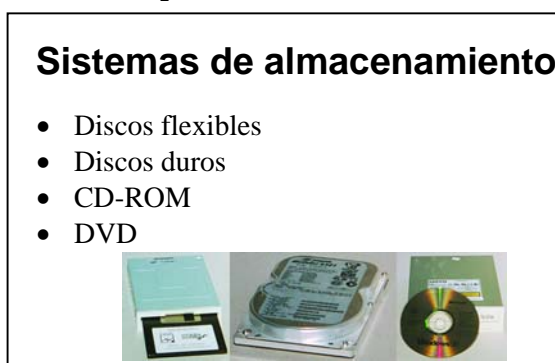 Sistemas de almacenamiento
• Discos flexibles
• Discos duros
• CD-ROM
• DVD